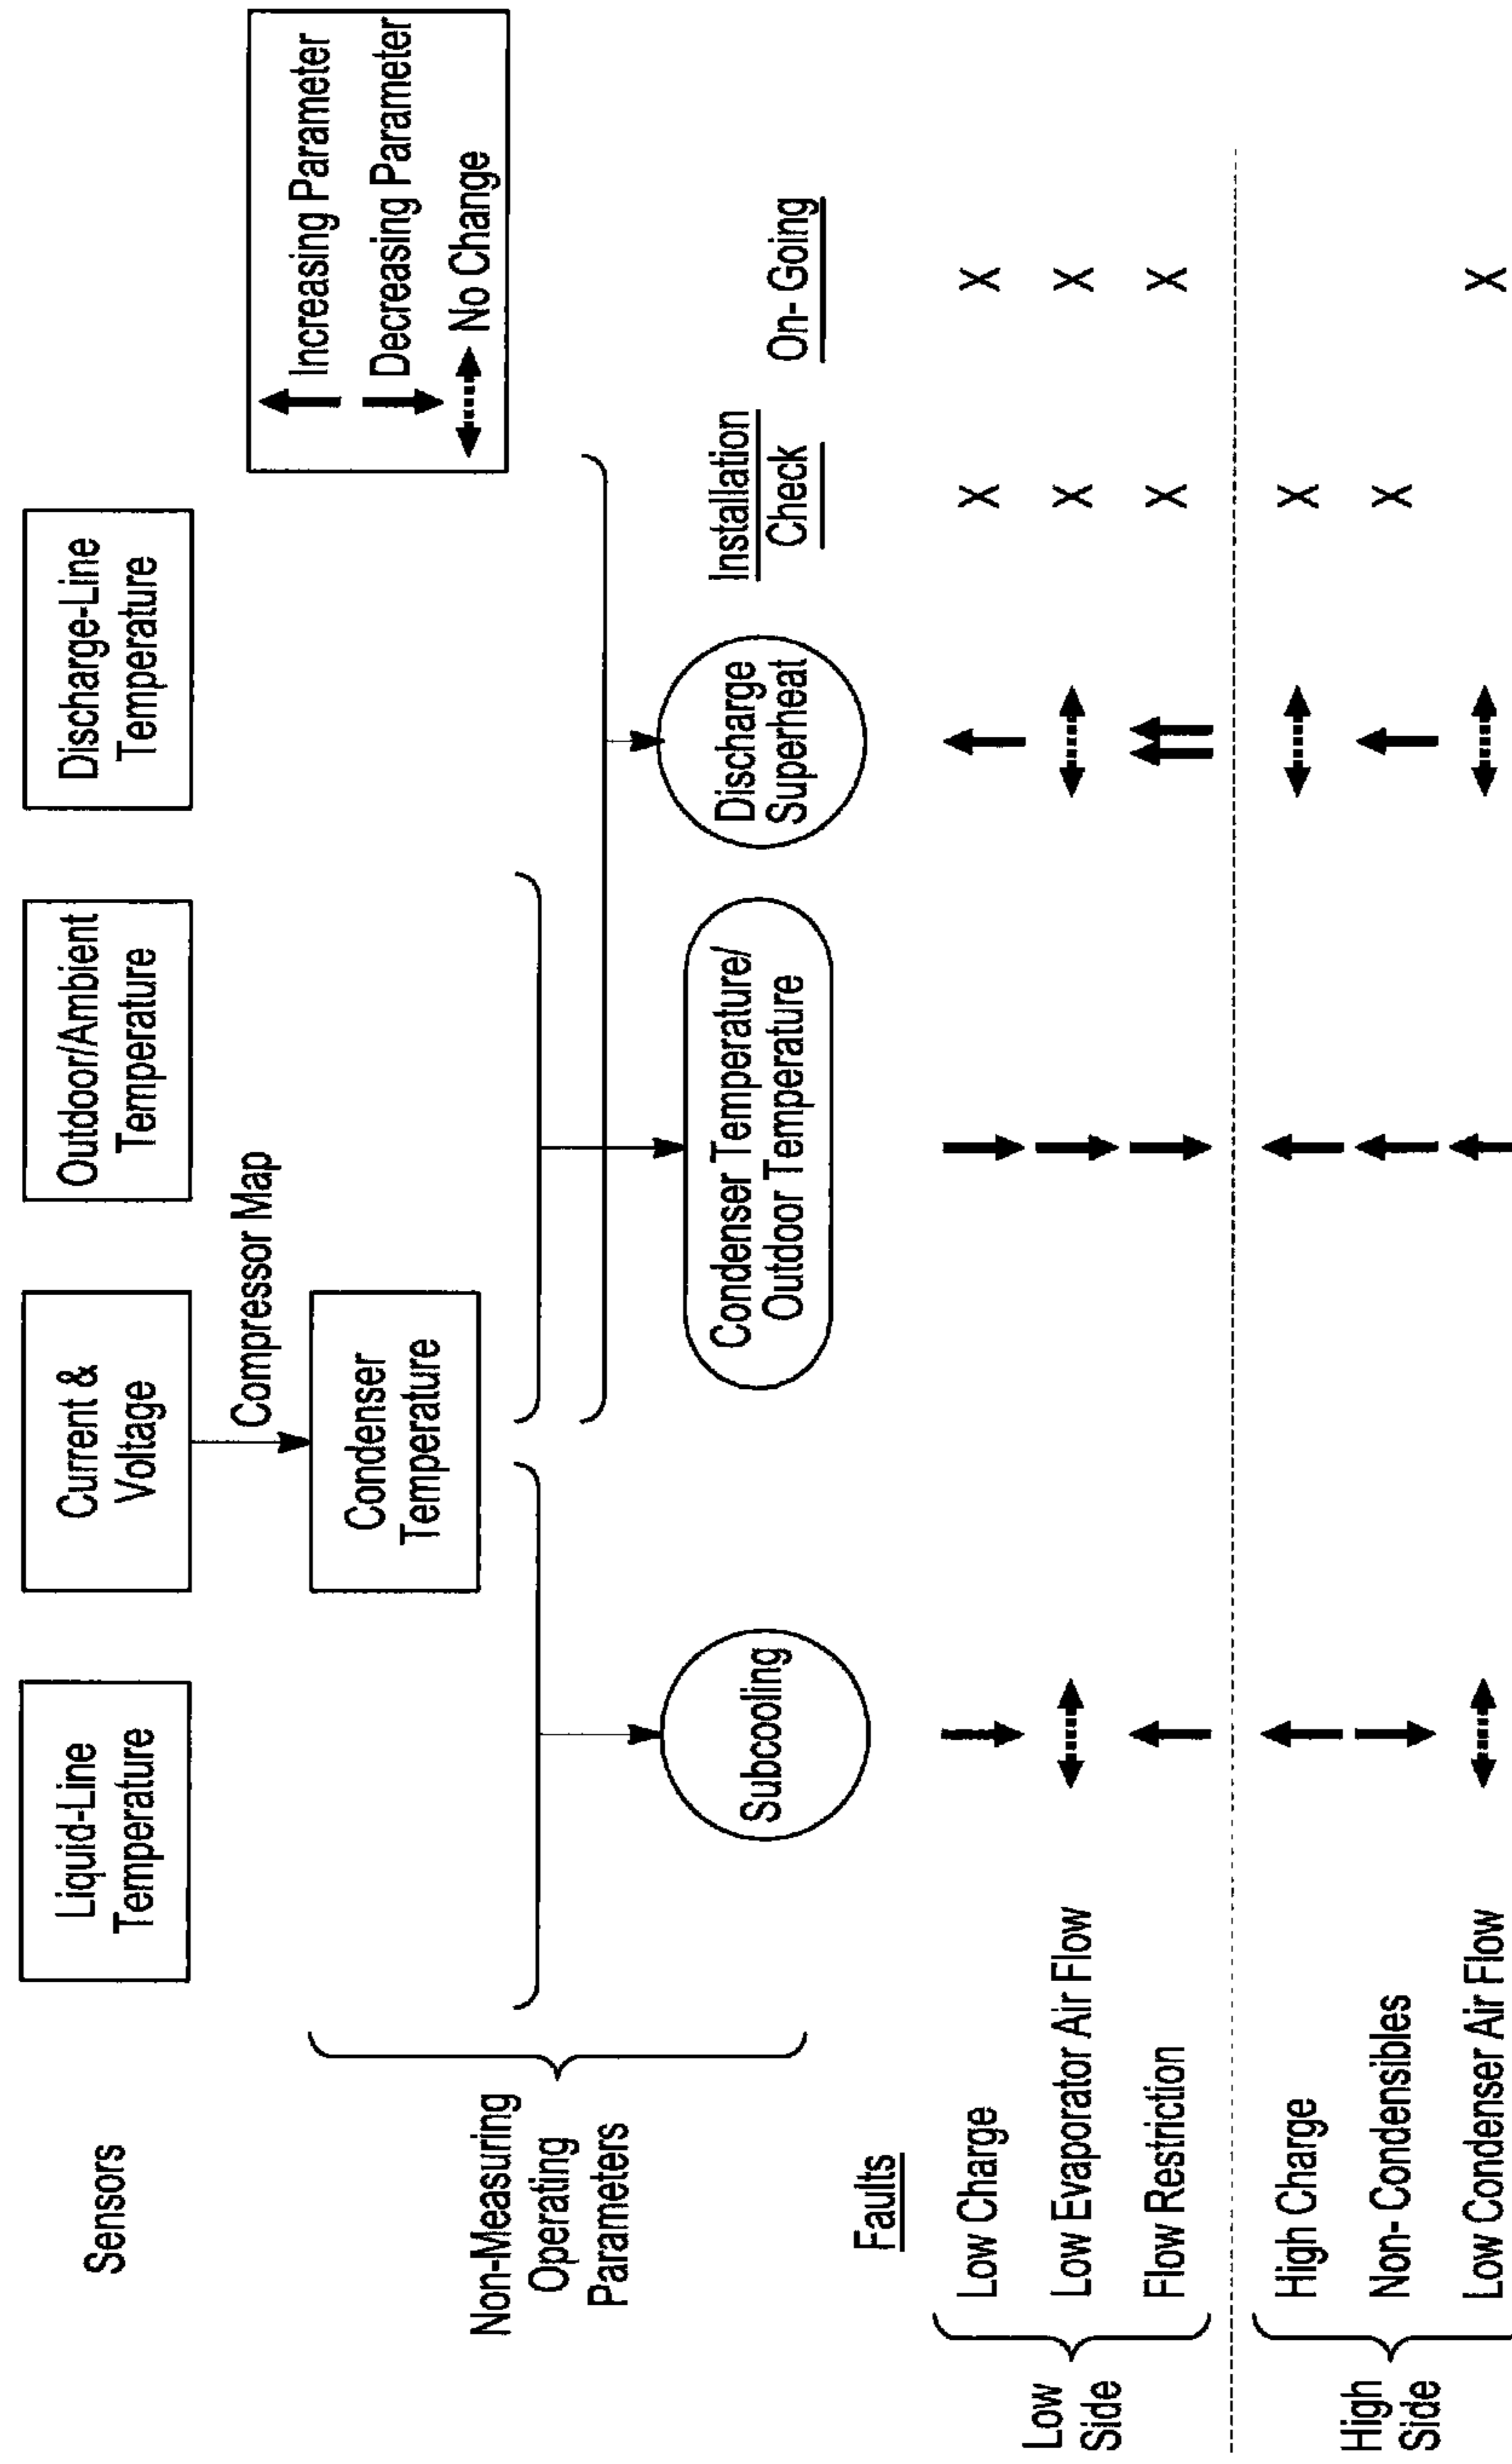 Sensors
Liquid-Line
Temperature
Current &
Voltage
Outdoor/Ambient
Temperature
Discharge-Line
Temperature
Compressor Map
Increasing Parameter
Decreasing Parameter
No Change
Non-Measuring
Operating
Parameters
Condenser
Temperature
Subcooling
Condenser Temperature/
Outdoor Temperature
Discharge
Superheat
Installation
Check
On- Going
Faults
Low
Side
Low Charge X X
Low Evaporator Air Flow X X
Flow Restriction X X
High
Side
High Charge X
Non- Condensibles X
Low Condenser Air Flow X